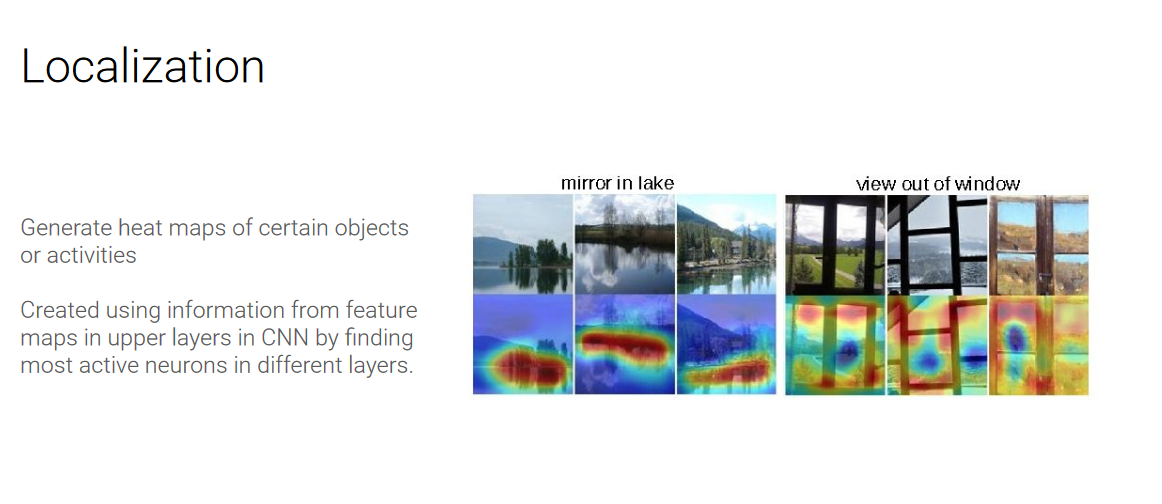 Localization
Generate heat maps of certain objects
or activities
Created using information from feature
maps in upper layers in CNN by finding
most active neurons in different layers.
mirror in lake
view out of window